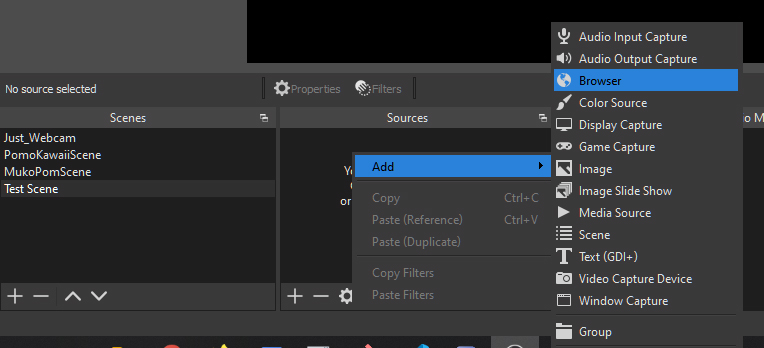 No source selected
Properties
Filters
Scenes
Sources
Just_Webcam
PomoKawaiiScene
MukoPomScene
Test Scene
Add
Copy Ctrl+C
Paste (Reference) Ctrl+V
Paste (Duplicate)
Copy Filters
Paste Filters
Audio Input Capture
Audio Output Capture
Browser
Color Source
Display Capture
Game Capture
Image
Image Slide Show
Media Source
Scene
Text (GDI+)
Video Capture Device
Window Capture
Group